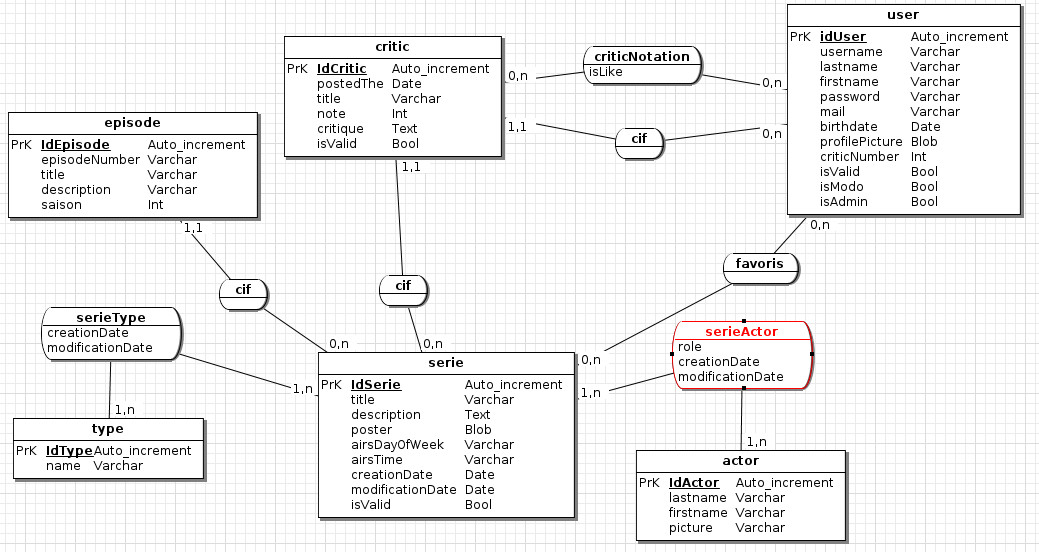 user
PrK idUser Auto_increment
username Varchar
lastname Varchar
firstname Varchar
password Varchar
mail Varchar
birthdate Date
profilePicture Blob
criticNumber Int
isValid Bool
isModo Bool
isAdmin Bool
critic
PrK IdCritic Auto_increment
postedThe Date
title Varchar
note Int
critique Text
isValid Bool
0,n
criticNotation
isLike
0,n
1,1
cif
0,n
episode
PrK IdEpisode Auto_increment
episodeNumber Varchar
title Varchar
description Varchar
saison Int
1,1
cif
0,n
1,1
cif
0,n
0,n
favoris
0,n
serieType
creationDate
modificationDate
1,n
1,n
serieActor
role
creationDate
modificationDate
1,n
1,n
serie
PrK IdSerie Auto_increment
title Varchar
description Text
poster Blob
airsDayOfWeek Varchar
airsTime Varchar
creationDate Date
modificationDate Date
isValid Bool
type
PrK IdType Auto_increment
name Varchar
actor
PrK IdActor Auto_increment
lastname Varchar
firstname Varchar
picture Varchar